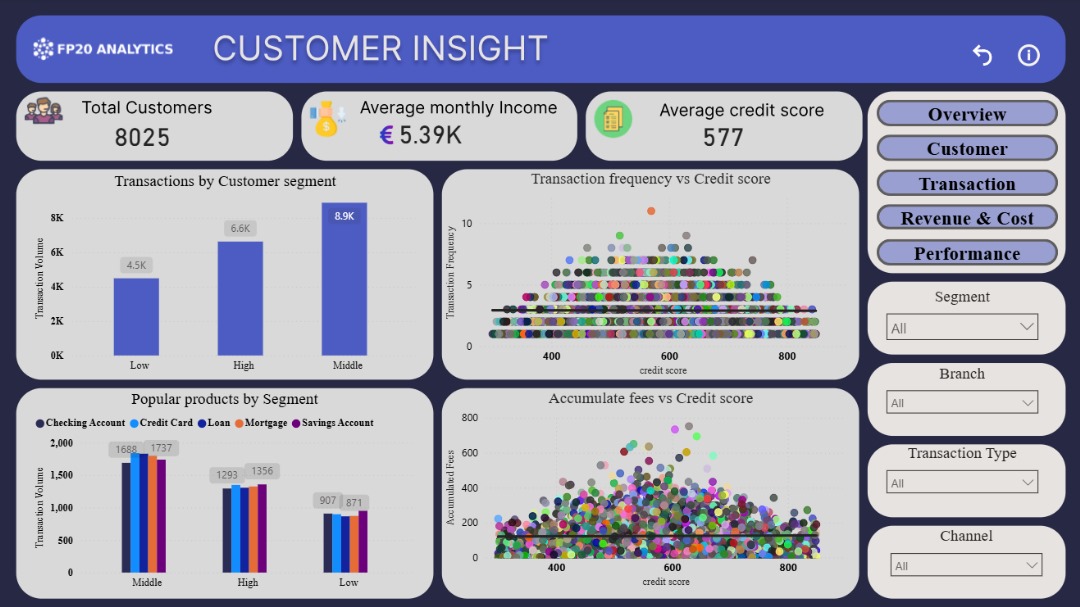 FP20 ANALYTICS
CUSTOMER INSIGHT
Total Customers
8025
Average monthly Income
€ 5.39K
Average credit score
577
Overview
Customer
Transaction
Revenue & Cost
Performance
Transactions by Customer segment
Transaction Volume
8K
6K
4K
2K
0K
4.5K
6.6K
8.9K
Low
High
Middle
Transaction frequency vs Credit score
Transaction Frequency
10
5
0
400
600
800
credit score
Segment
All
Branch
All
Transaction Type
All
Channel
All
Popular products by Segment
Checking Account
Credit Card
Loan
Mortgage
Savings Account
Transaction Volume
2,000
1,500
1,000
500
0
1688
1737
1293
1356
907
871
Middle
High
Low
Accumulate fees vs Credit score
Accumulated Fees
800
600
400
200
0
400
600
800
credit score